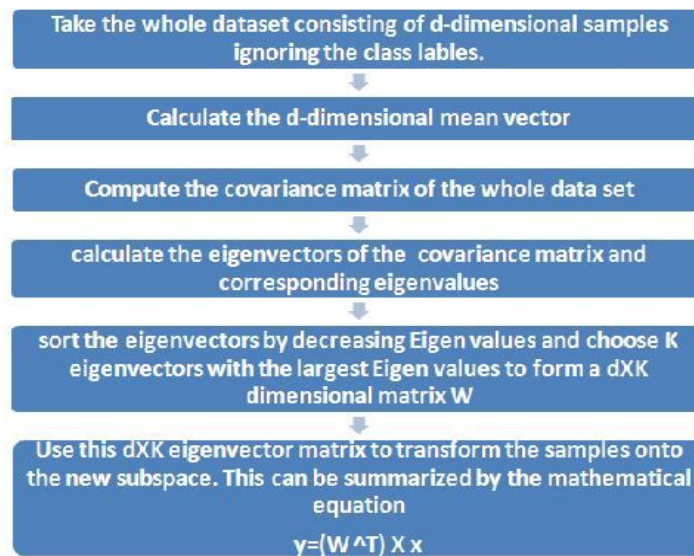 Take the whole dataset consisting of d-dimensional samples
ignoring the class lables.
Calculate the d-dimensional mean vector
Compute the covariance matrix of the whole data set
calculate the eigenvectors of the covariance matrix and
corresponding eigenvalues
sort the eigenvectors by decreasing Eigen values and choose K
eigenvectors with the largest Eigen values to form a dXK
dimensional matrix W
Use this dXK eigenvector matrix to transform the samples onto
the new subspace. This can be summarized by the mathematical
equation
y=(W ^T) X x